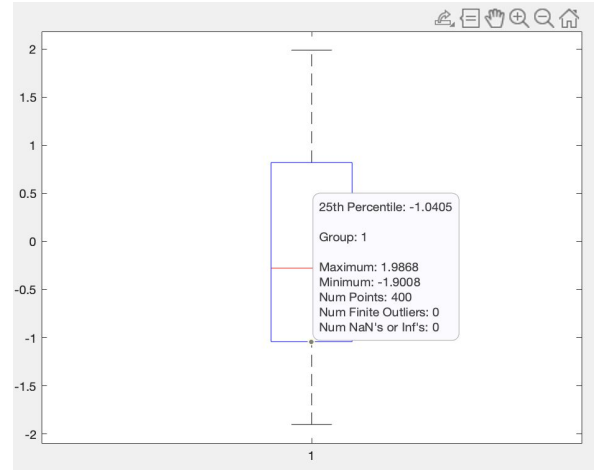 2
1.5
1
0.5
0
-0.5
-1
-1.5
-2
25th Percentile: -1.0405
Group: 1
Maximum: 1.9868
Minimum: -1.9008
Num Points: 400
Num Finite Outliers: 0
Num NaN's or Inf's: 0
1